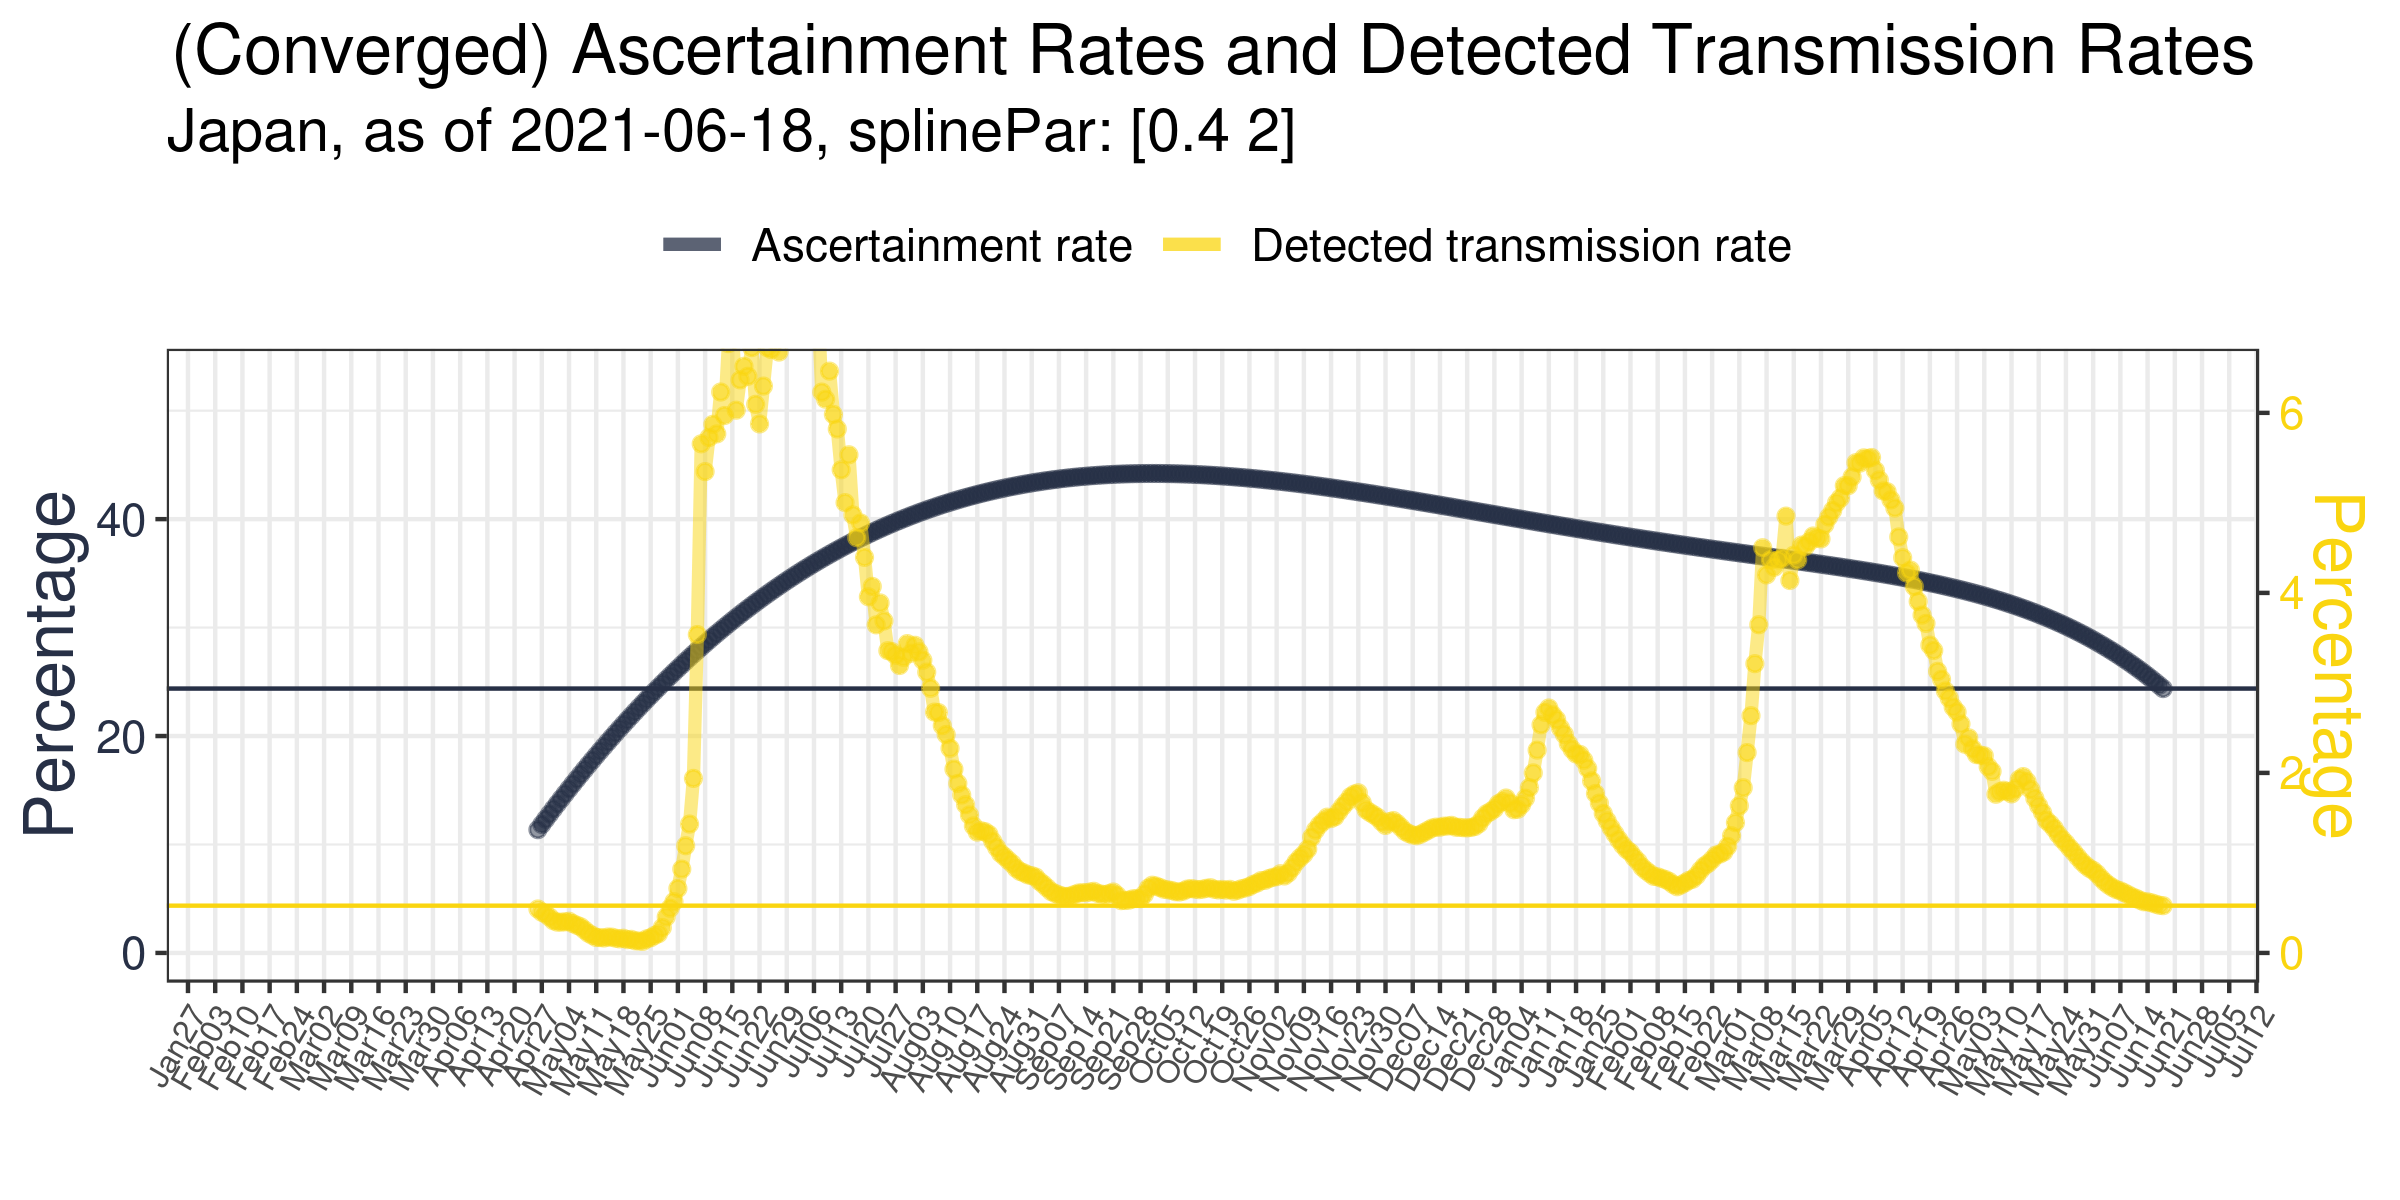 (Converged) Ascertainment Rates and Detected Transmission Rates
Japan, as of 2021-06-18, splinePar: [0.4 2]
Ascertainment rate
Detected transmission rate
Percentage
40
20
0
6
4
2
0
Percentage
Jan27
Feb03
Feb10
Feb17
Feb24
Mar02
Mar09
Mar16
Mar23
Mar30
Apr06
Apr13
Apr20
Apr27
May04
May11
May18
May25
Jun01
Jun08
Jun15
Jun22
Jun29
Jul06
Jul13
Jul20
Jul27
Aug03
Aug10
Aug17
Aug24
Aug31
Sep07
Sep14
Sep21
Sep28
Oct05
Oct12
Oct19
Oct26
Nov02
Nov09
Nov16
Nov23
Nov30
Dec07
Dec14
Dec21
Dec28
Jan04
Jan11
Jan18
Jan25
Feb01
Feb08
Feb15
Feb22
Mar01
Mar08
Mar15
Mar22
Mar29
Apr05
Apr12
Apr19
Apr26
May03
May10
May17
May24
May31
Jun07
Jun14
Jun21
Jun28
Jul05
Jul12